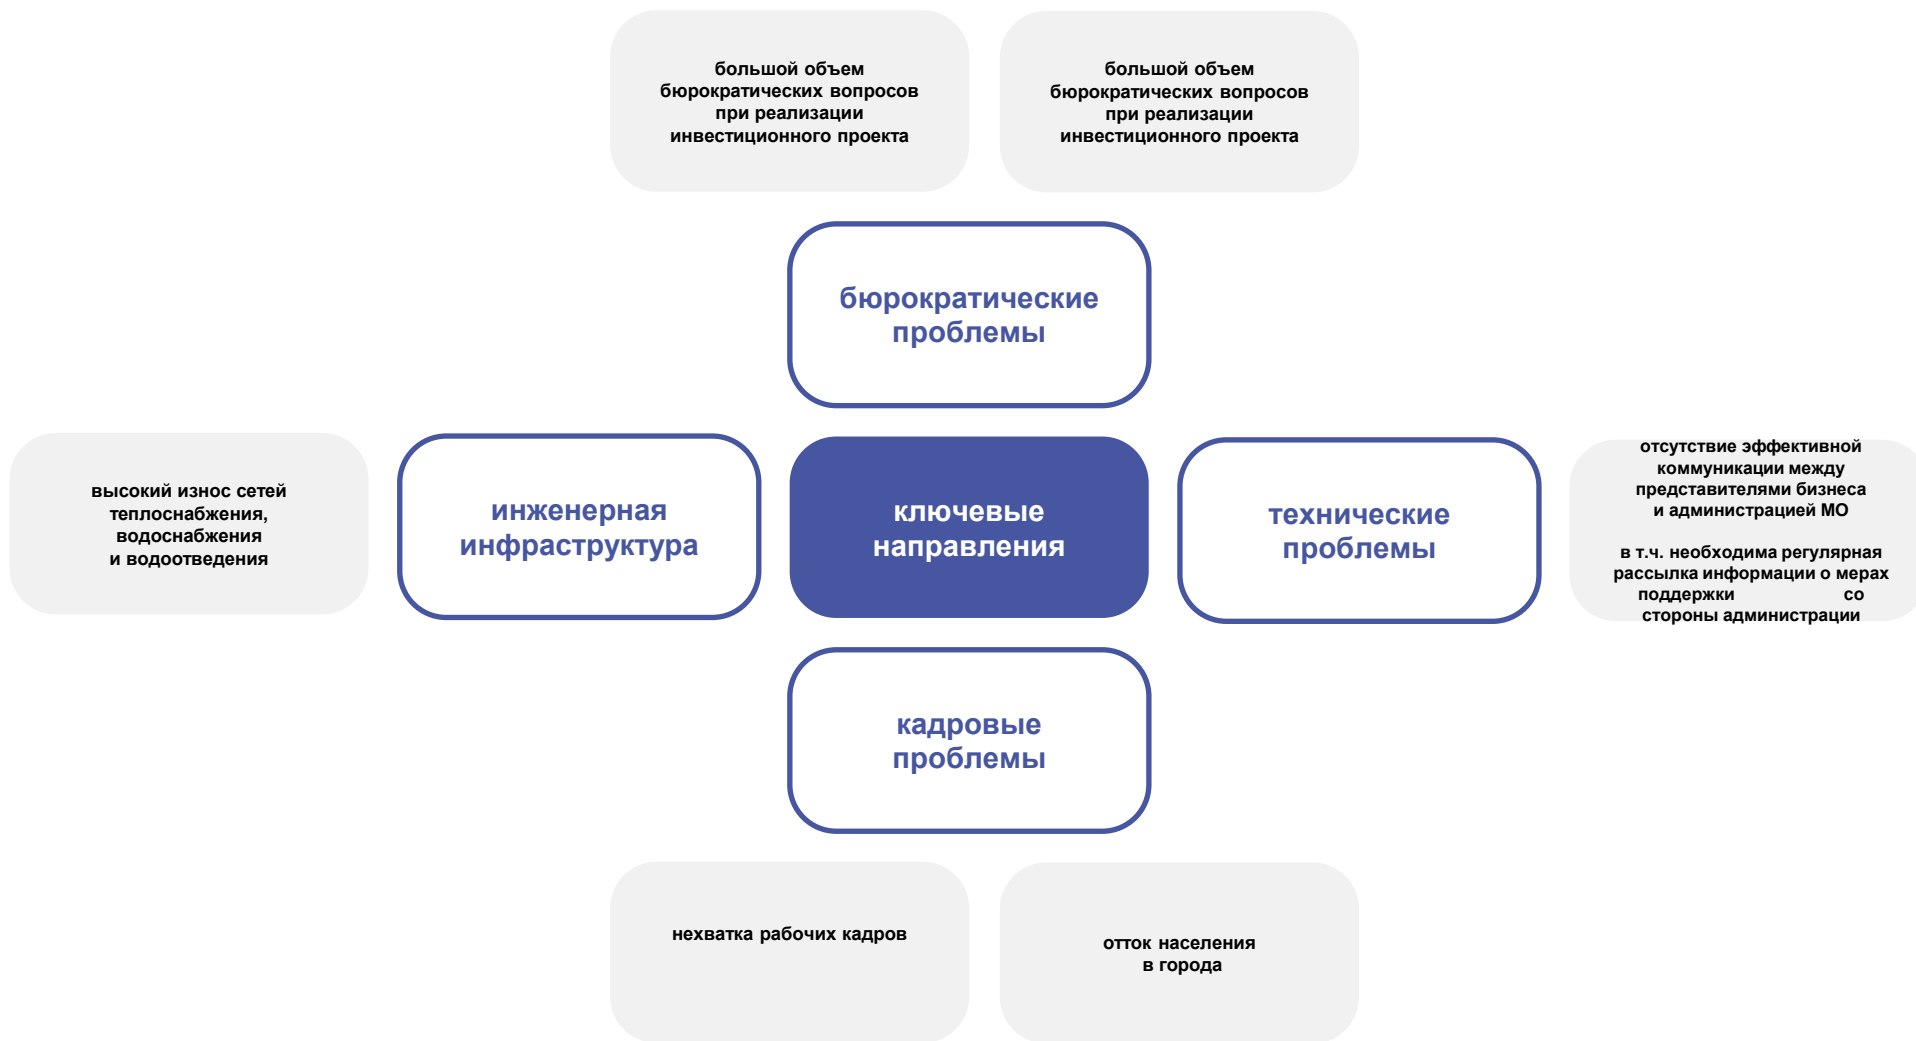 большой объем
бюрократических вопросов
при реализации
инвестиционного проекта
большой объем
бюрократических вопросов
при реализации
инвестиционного проекта
бюрократические
проблемы
высокий износ сетей
теплоснабжения,
водоснабжения
и водоотведения
инженерная
инфраструктура
ключевые
направления
технические
проблемы
отсутствие эффективной
коммуникации между
представителями бизнеса
и администрацией МО
в т.ч. необходима регулярная
рассылка информации о мерах
поддержки со
стороны администрации
кадровые
проблемы
нехватка рабочих кадров
отток населения
в города